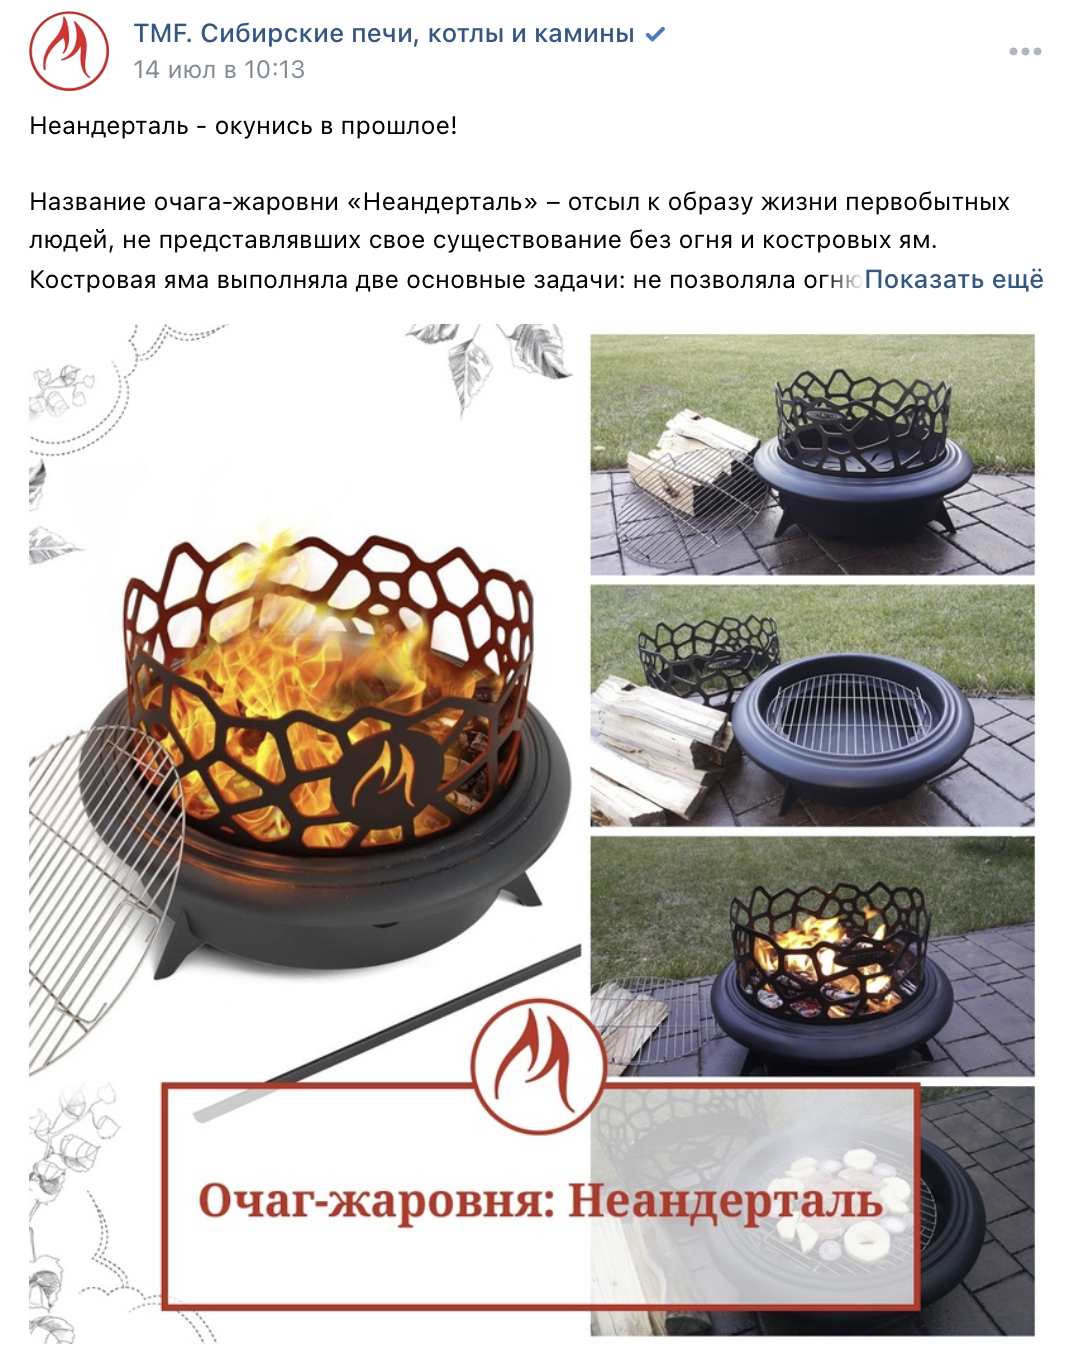 TMF. Сибирские печи, котлы и камины
14 июл в 10:13
Неандерталь - окунись в прошлое!
Название очага-жаровни «Неандерталь» – отсыл к образу жизни первобытных
людей, не представлявших свое существование без огня и костровых ям.
Костровая яма выполняла две основные задачи: не позволяла огню Показать ещё
Очаг-жаровня: Неандерталь